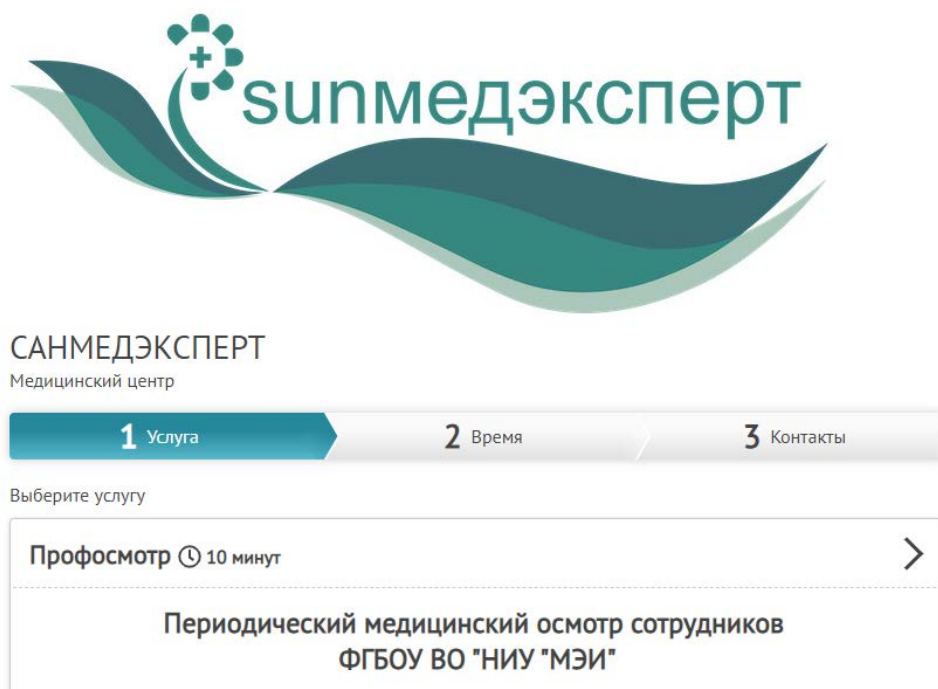 sunмедэксперт
САНМЕДЭКСПЕРТ
Медицинский центр
1 Услуга
2 Время
3 Контакты
Выберите услугу
Профосмотр 10 минут
Периодический медицинский осмотр сотрудников
ФГБОУ ВО "НИУ "МЭИ"